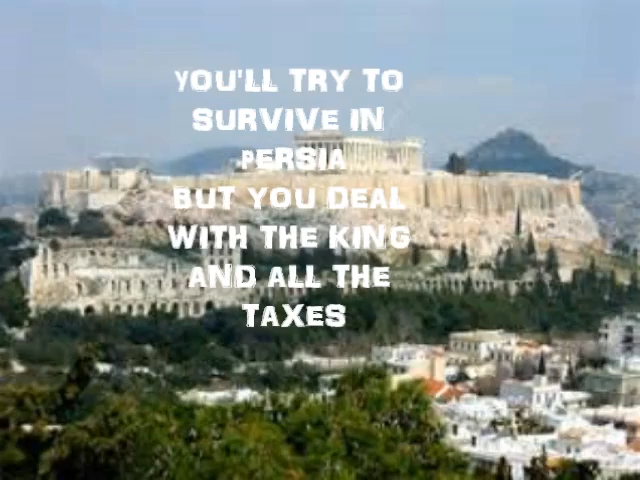 YOU'LL TRY TO
SURVIVE IN
PERSIA
BUT YOU DEAL
WITH THE KING
AND ALL THE
TAXES